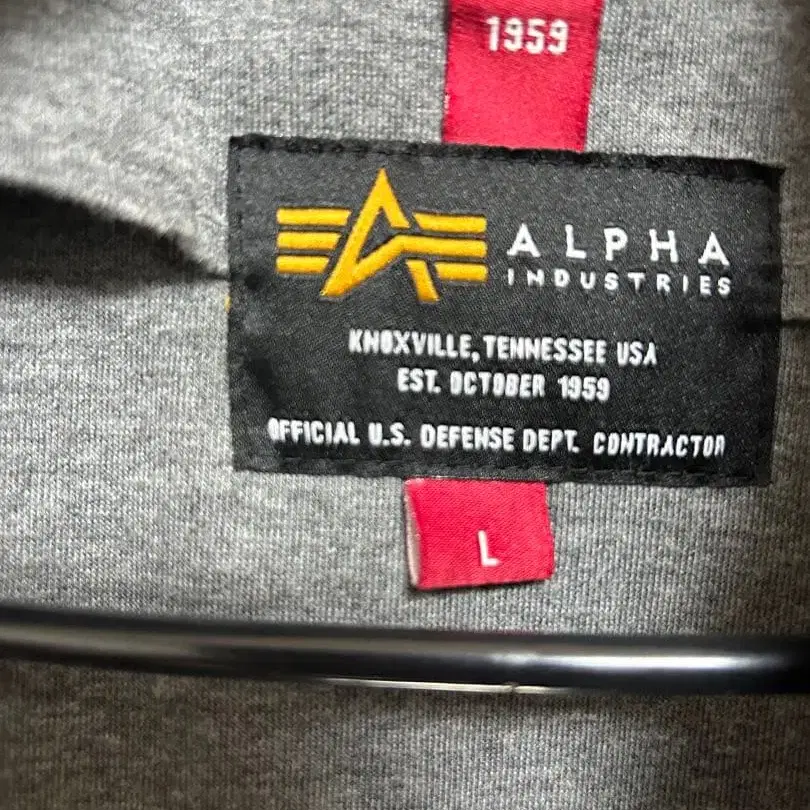 1959
ALPHA
INDUSTRIES
KNOXVILLE, TENNESSEE USA
EST. OCTOBER 1959
OFFICIAL U.S. DEFENSE DEPT. CONTRACTOR
L